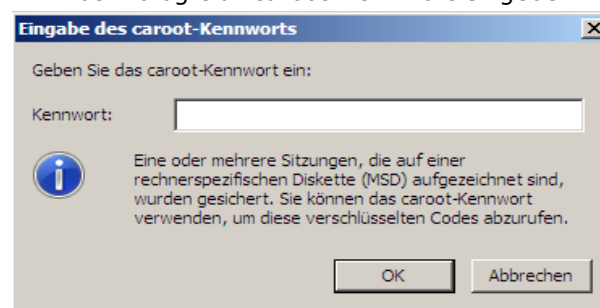 Eingabe des caroot-Kennworts
Geben Sie das caroot-Kennwort ein:
Kennwort:
Eine oder mehrere Sitzungen, die auf einer
rechnerspezifischen Diskette (MSD) aufgezeichnet sind,
wurden gesichert. Sie können das caroot-Kennwort
verwenden, um diese verschlüsselten Codes abzurufen.
OK
Abbrechen